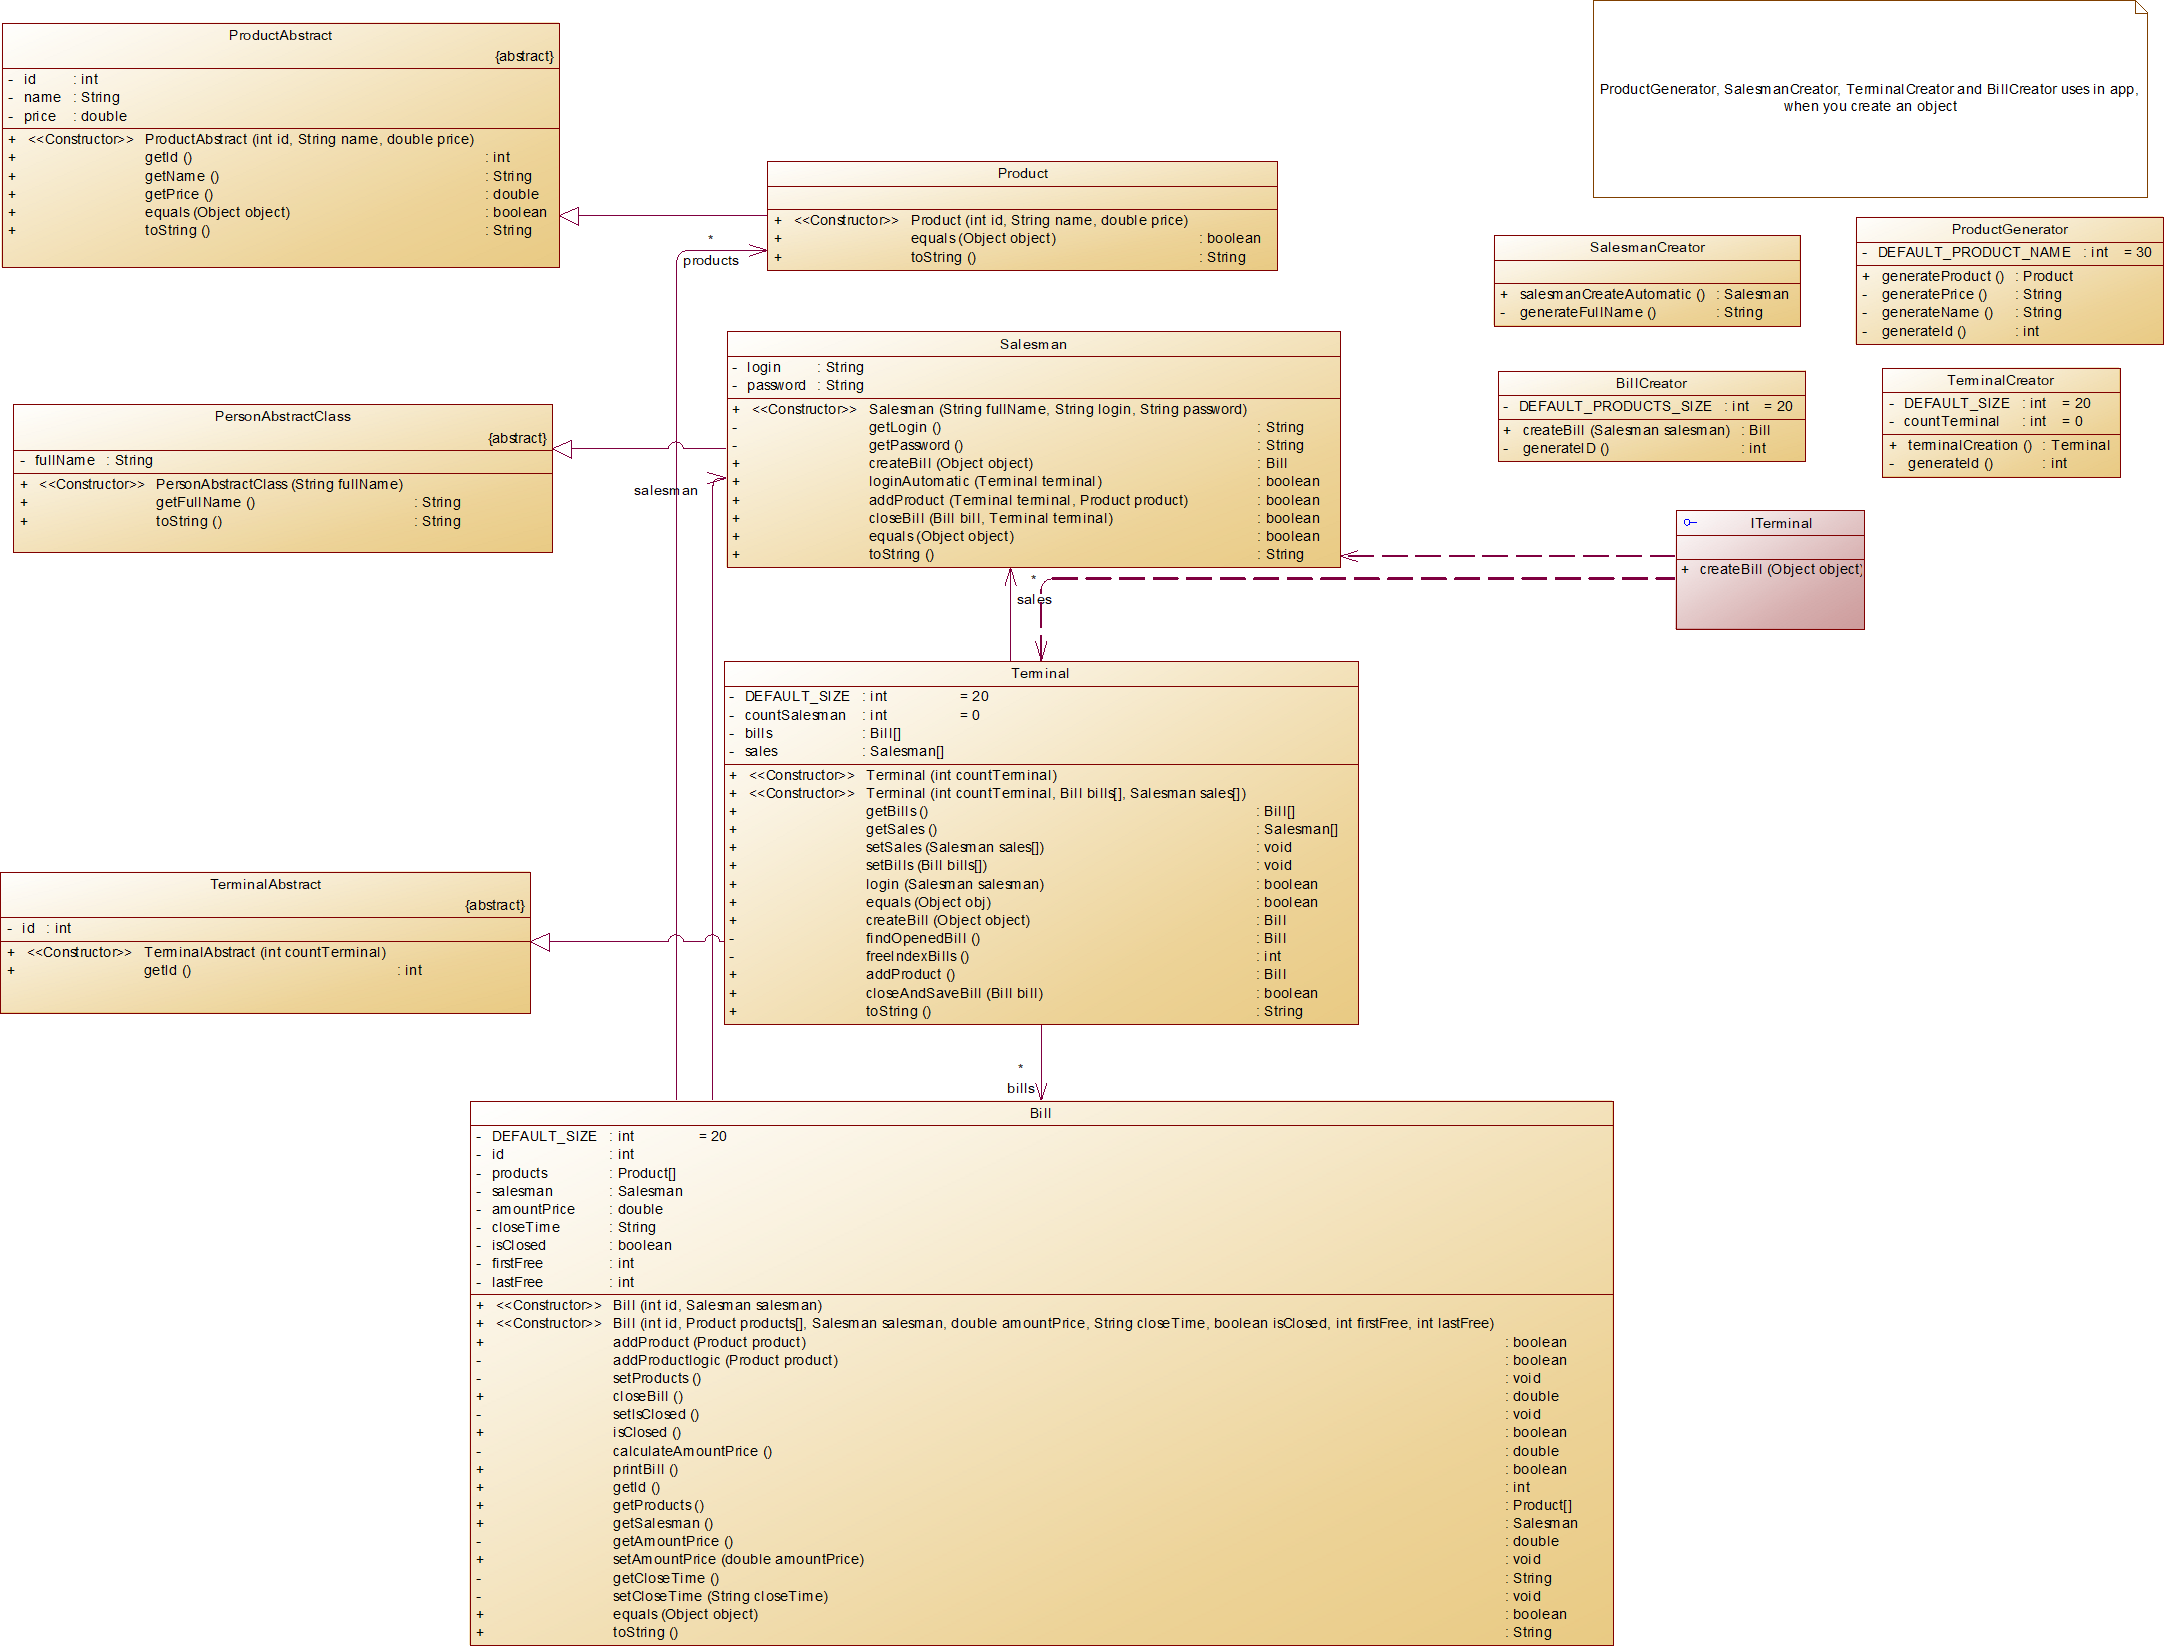 ProductAbstract
{abstract}
- id : int
- name : String
- price : double
+ <<Constructor>> ProductAbstract (int id, String name, double price)
+ getId () : int
+ getName () : String
+ getPrice () : double
+ equals (Object object) : boolean
+ toString () : String
Product
+ <<Constructor>> Product (int id, String name, double price)
+ equals (Object object) : boolean
+ toString () : String
*
products
ProductGenerator, SalesmanCreator, TerminalCreator and BillCreator uses in app,
when you create an object
SalesmanCreator
+ salesmanCreateAutomatic () : Salesman
- generateFullName () : String
ProductGenerator
- DEFAULT_PRODUCT_NAME : int = 30
+ generateProduct () : Product
- generatePrice () : String
- generateName () : String
- generateId () : int
BillCreator
- DEFAULT_PRODUCTS_SIZE : int = 20
+ createBill (Salesman salesman) : Bill
- generateID () : int
TerminalCreator
- DEFAULT_SIZE : int = 20
- countTerminal : int = 0
+ terminalCreation () : Terminal
- generateId () : int
PersonAbstractClass
{abstract}
- fullName : String
+ <<Constructor>> PersonAbstractClass (String fullName)
+ getFullName () : String
+ toString () : String
Salesman
- login : String
- password : String
+ <<Constructor>> Salesman (String fullName, String login, String password)
- getLogin () : String
- getPassword () : String
+ createBill (Object object) : Bill
+ loginAutomatic (Terminal terminal) : boolean
+ addProduct (Terminal terminal, Product product) : boolean
+ closeBill (Bill bill, Terminal terminal) : boolean
+ equals (Object object) : boolean
+ toString () : String
salesman
ITerminal
+ createBill (Object object)
*
sales
Terminal
- DEFAULT_SIZE : int = 20
- countSalesman : int = 0
- bills : Bill[]
- sales : Salesman[]
+ <<Constructor>> Terminal (int countTerminal)
+ <<Constructor>> Terminal (int countTerminal, Bill bills[], Salesman sales[])
+ getBills () : Bill[]
+ getSales () : Salesman[]
+ setSales (Salesman sales[]) : void
+ setBills (Bill bills[]) : void
+ login (Salesman salesman) : boolean
+ equals (Object obj) : boolean
+ createBill (Object object) : Bill
- findOpenedBill () : Bill
- freeIndexBills () : int
+ addProduct () : Bill
+ closeAndSaveBill (Bill bill) : boolean
+ toString () : String
TerminalAbstract
{abstract}
- id : int
+ <<Constructor>> TerminalAbstract (int countTerminal)
+ getId () : int
*
bills
Bill
- DEFAULT_SIZE : int = 20
- id : int
- products : Product[]
- salesman : Salesman
- amountPrice : double
- closeTime : String
- isClosed : boolean
- firstFree : int
- lastFree : int
+ <<Constructor>> Bill (int id, Salesman salesman)
+ <<Constructor>> Bill (int id, Product products[], Salesman salesman, double amountPrice, String closeTime, boolean isClosed, int firstFree, int lastFree)
+ addProduct (Product product) : boolean
- addProductlogic (Product product) : boolean
- setProducts () : void
+ closeBill () : double
- setIsClosed () : void
+ isClosed () : boolean
- calculateAmountPrice () : double
+ printBill () : boolean
+ getId () : int
+ getProducts () : Product[]
+ getSalesman () : Salesman
- getAmountPrice () : double
+ setAmountPrice (double amountPrice) : void
- getCloseTime () : String
- setCloseTime (String closeTime) : void
+ equals (Object object) : boolean
+ toString () : String